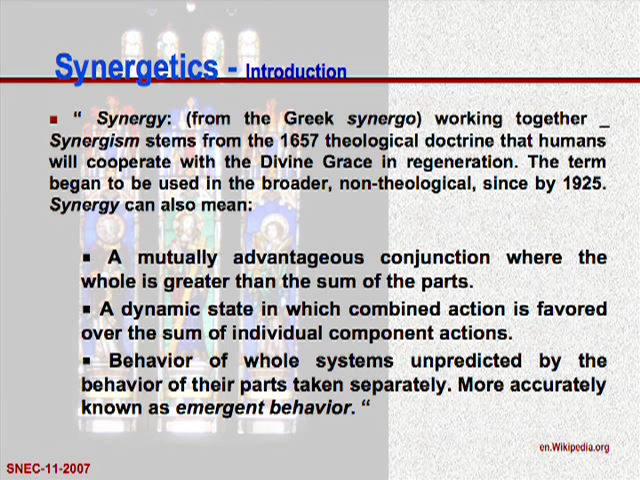 Synergetics - Introduction
“ Synergy: (from the Greek synergo) working together _
Synergism stems from the 1657 theological doctrine that humans
will cooperate with the Divine Grace in regeneration. The term
began to be used in the broader, non-theological, since by 1925.
Synergy can also mean:
A mutually advantageous conjunction where the
whole is greater than the sum of the parts.
A dynamic state in which combined action is favored
over the sum of individual component actions.
Behavior of whole systems unpredicted by the
behavior of their parts taken separately. More accurately
known as emergent behavior. “
en.Wikipedia.org
SNEC-11-2007